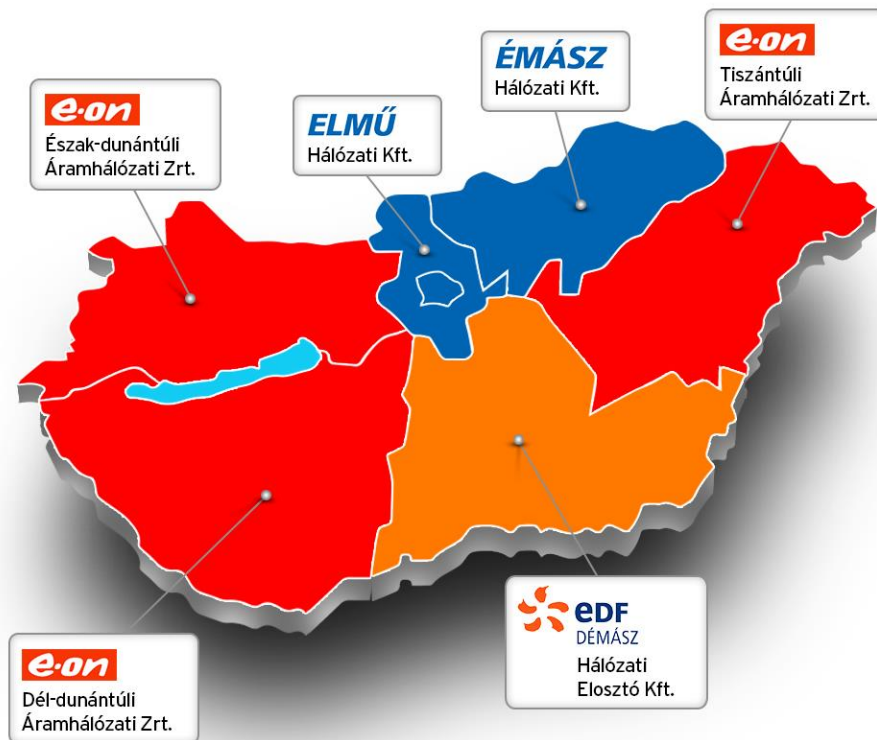 e·on
Észak-dunántúli
Áramhálózati Zrt.
ELMŰ
Hálózati Kft.
ÉMÁSZ
Hálózati Kft.
e·on
Tiszántúli
Áramhálózati Zrt.
e·on
Dél-dunántúli
Áramhálózati Zrt.
eDF
DÉMÁSZ
Hálózati
Elosztó Kft.